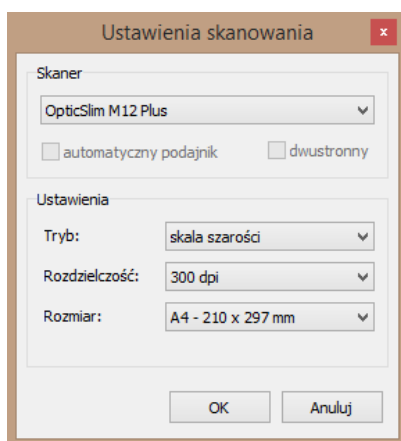 Ustawienia skanowania
x
Skaner
OpticSlim M12 Plus
automatyczny podajnik dwustronny
Ustawienia
Tryb: skala szarości
Rozdzielczość: 300 dpi
Rozmiar: A4 - 210 x 297 mm
OK Anuluj